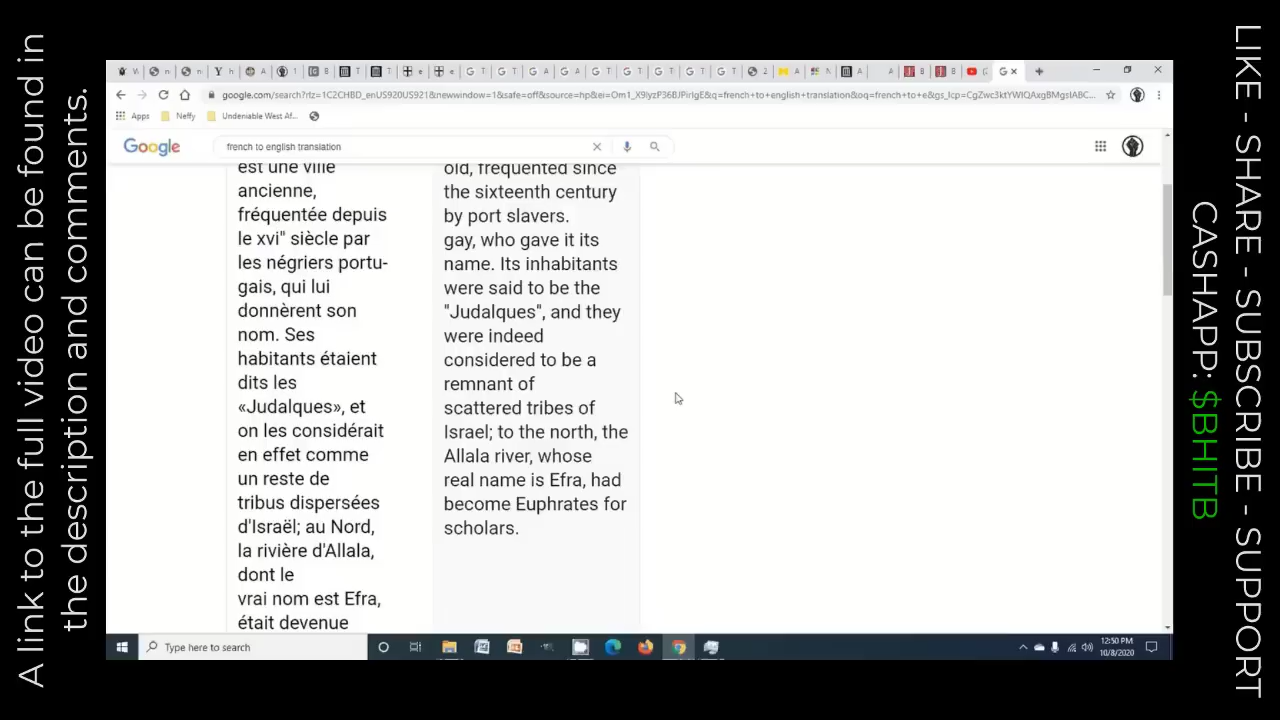 A link to the full video can be found in
the description and comments.
google.com/search?rlz=1C2CHBD_enUS920US921&newwindow=1&safe=off&source=hp&ei=Om1_X9IyzP36BJPirIgE&q=french+to+english+translation&oq=french+to+e&gs_lcp=CgZwc3ktYWIQAxgBMgsIABC...
Apps
Neffy
Undeniable West Af...
Google
french to english translation
est une ville
ancienne,
fréquentée depuis
le xvi" siècle par
les négriers portu-
gais, qui lui
donnèrent son
nom. Ses
habitants étaient
dits les
«Judalques», et
on les considérait
en effet comme
un reste de
tribus dispersées
d'Israël; au Nord,
la rivière d'Allala,
dont le
vrai nom est Efra,
était devenue
old, frequented since
the sixteenth century
by port slavers.
gay, who gave it its
name. Its inhabitants
were said to be the
"Judalques", and they
were indeed
considered to be a
remnant of
scattered tribes of
Israel; to the north, the
Allala river, whose
real name is Efra, had
become Euphrates for
scholars.
Type here to search
12:50 PM
10/8/2020
LIKE - SHARE - SUBSCRIBE - SUPPORT
CASHAPP: $BHITB